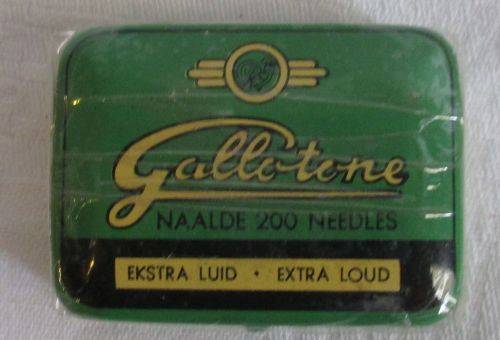 Gallotone
NAALDE 200 NEEDLES
EKSTRA LUID • EXTRA LOUD